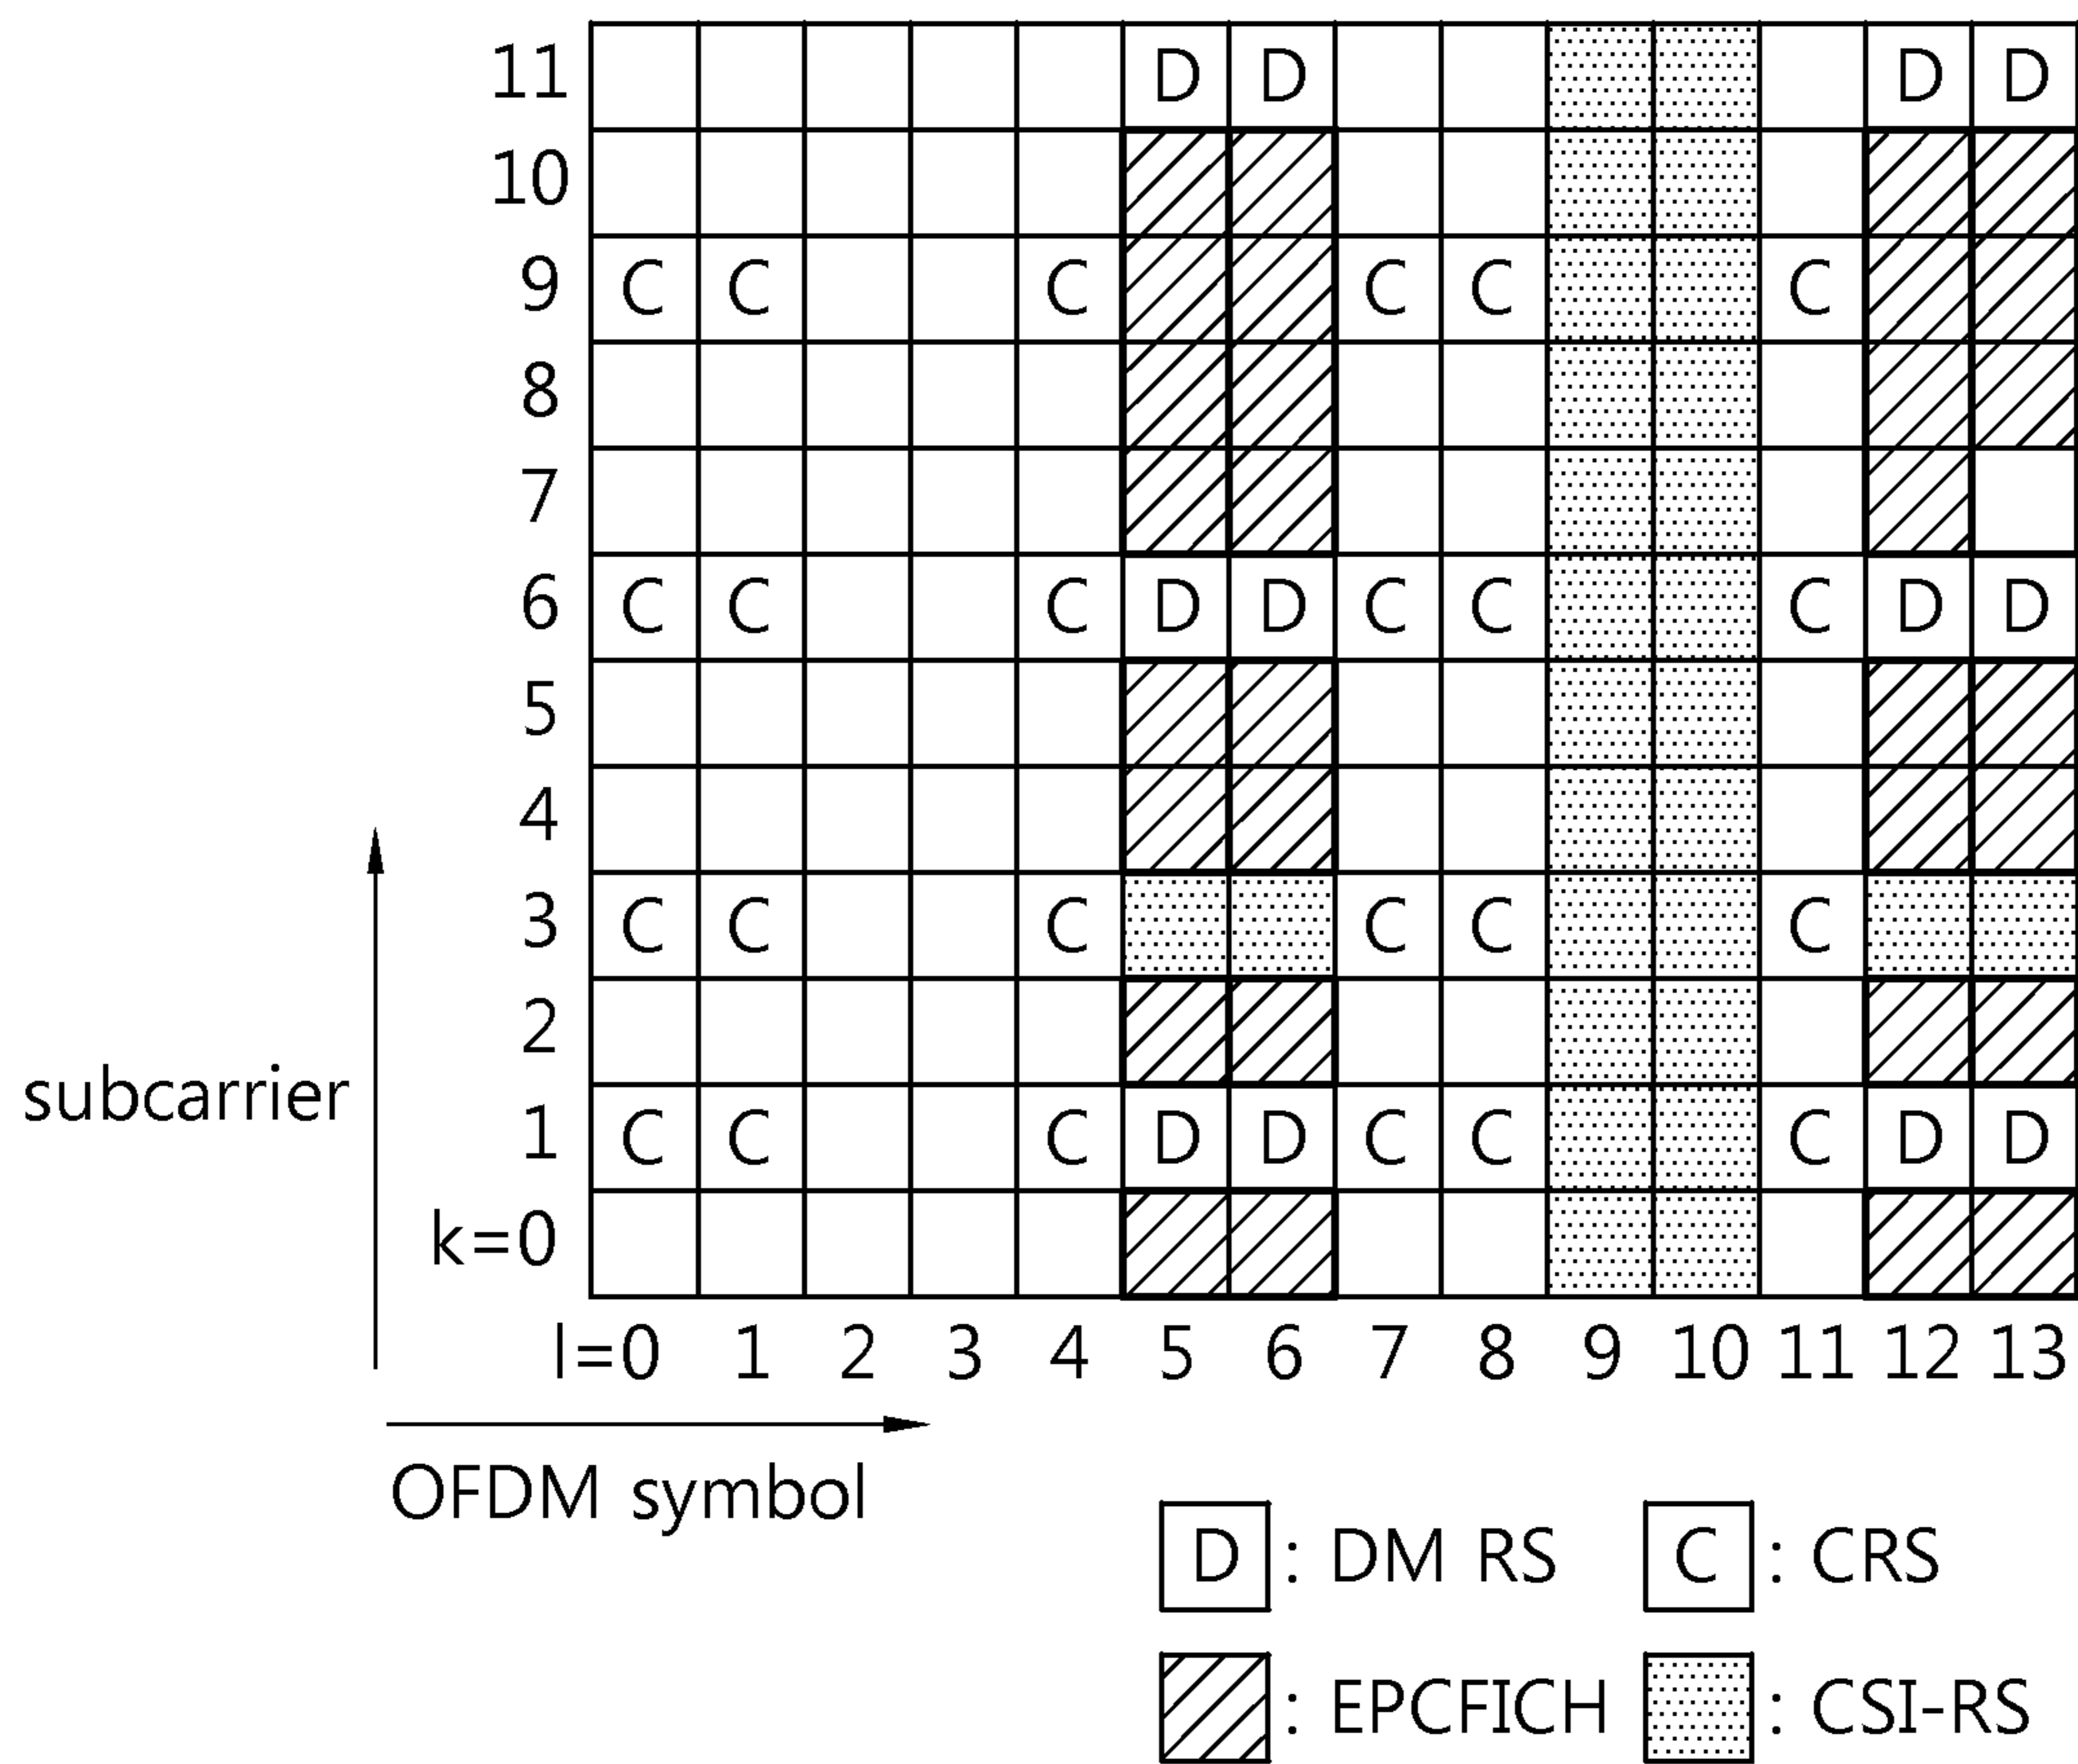 11 D D D D
10
9 C C C C C C
8
7
6 C C C D D C C C D D
5
4
3 C C C C C C
2
subcarrier
1 C C C D D C C C D D
k=0
l=0 1 2 3 4 5 6 7 8 9 10 11 12 13
OFDM symbol
D : DM RS C : CRS
: EPCFICH : CSI-RS